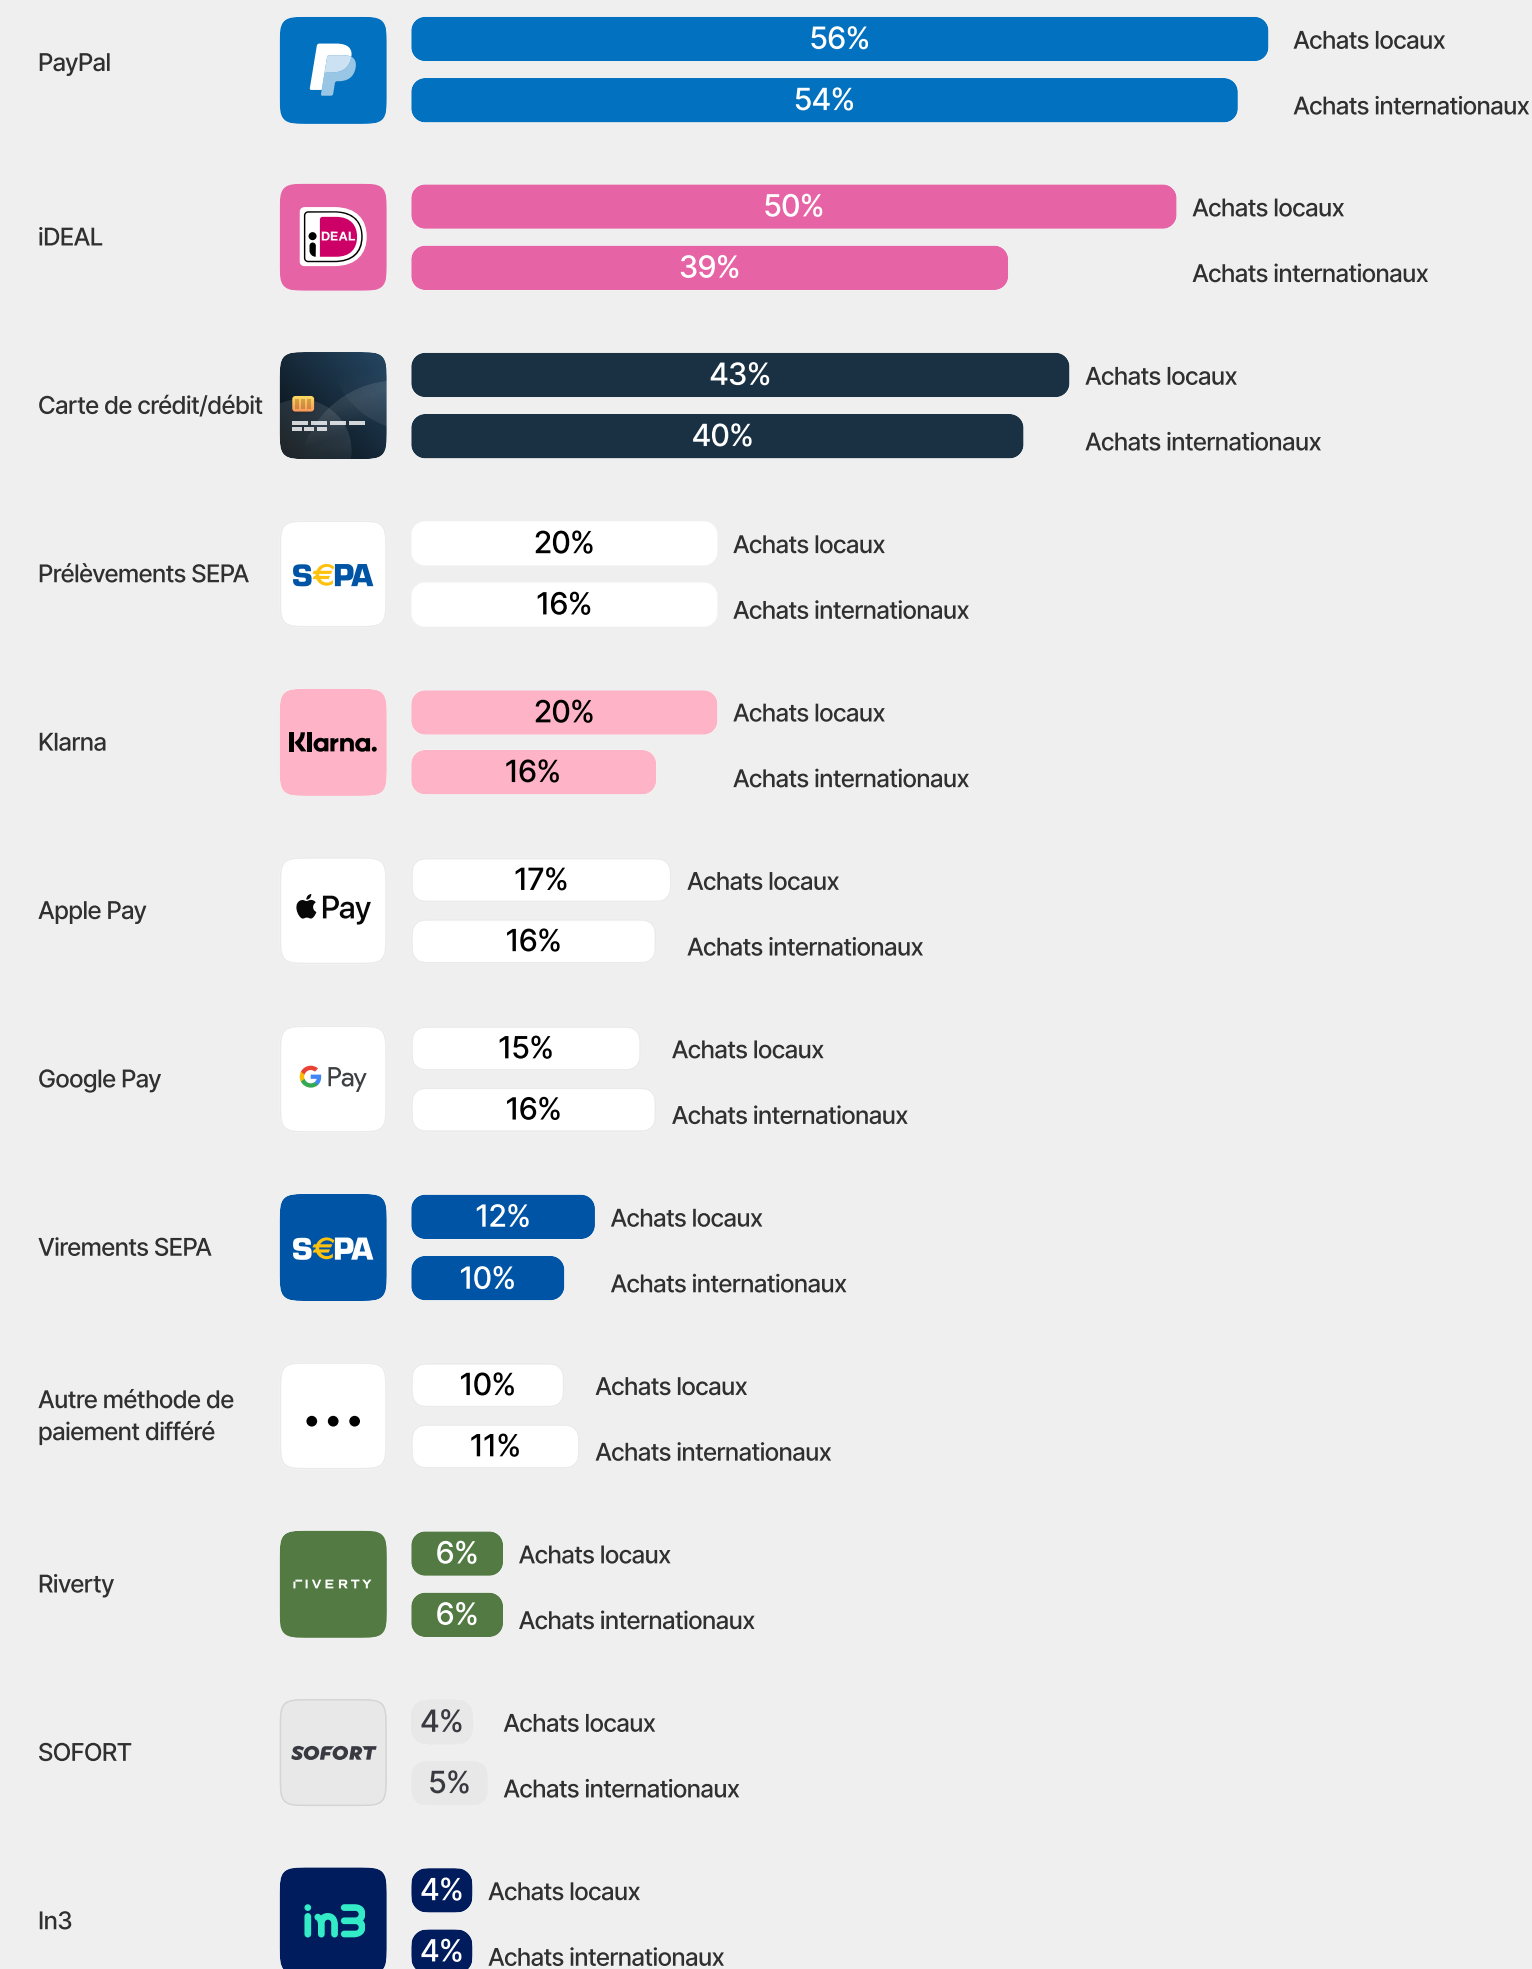 PayPal
56%
Achats locaux
54%
Achats internationaux
iDEAL
iDEAL
50%
Achats locaux
39%
Achats internationaux
Carte de crédit/débit
43%
Achats locaux
40%
Achats internationaux
Prélèvements SEPA
S€PA
20%
Achats locaux
16%
Achats internationaux
Klarna
Klarna.
20%
Achats locaux
16%
Achats internationaux
Apple Pay
Pay
17%
Achats locaux
16%
Achats internationaux
Google Pay
G Pay
15%
Achats locaux
16%
Achats internationaux
Virements SEPA
S€PA
12%
Achats locaux
10%
Achats internationaux
Autre méthode de
paiement différé
10%
Achats locaux
11%
Achats internationaux
Riverty
rIVERTY
6%
Achats locaux
6%
Achats internationaux
SOFORT
SOFORT
4%
Achats locaux
5%
Achats internationaux
In3
in3
4%
Achats locaux
4%
Achats internationaux